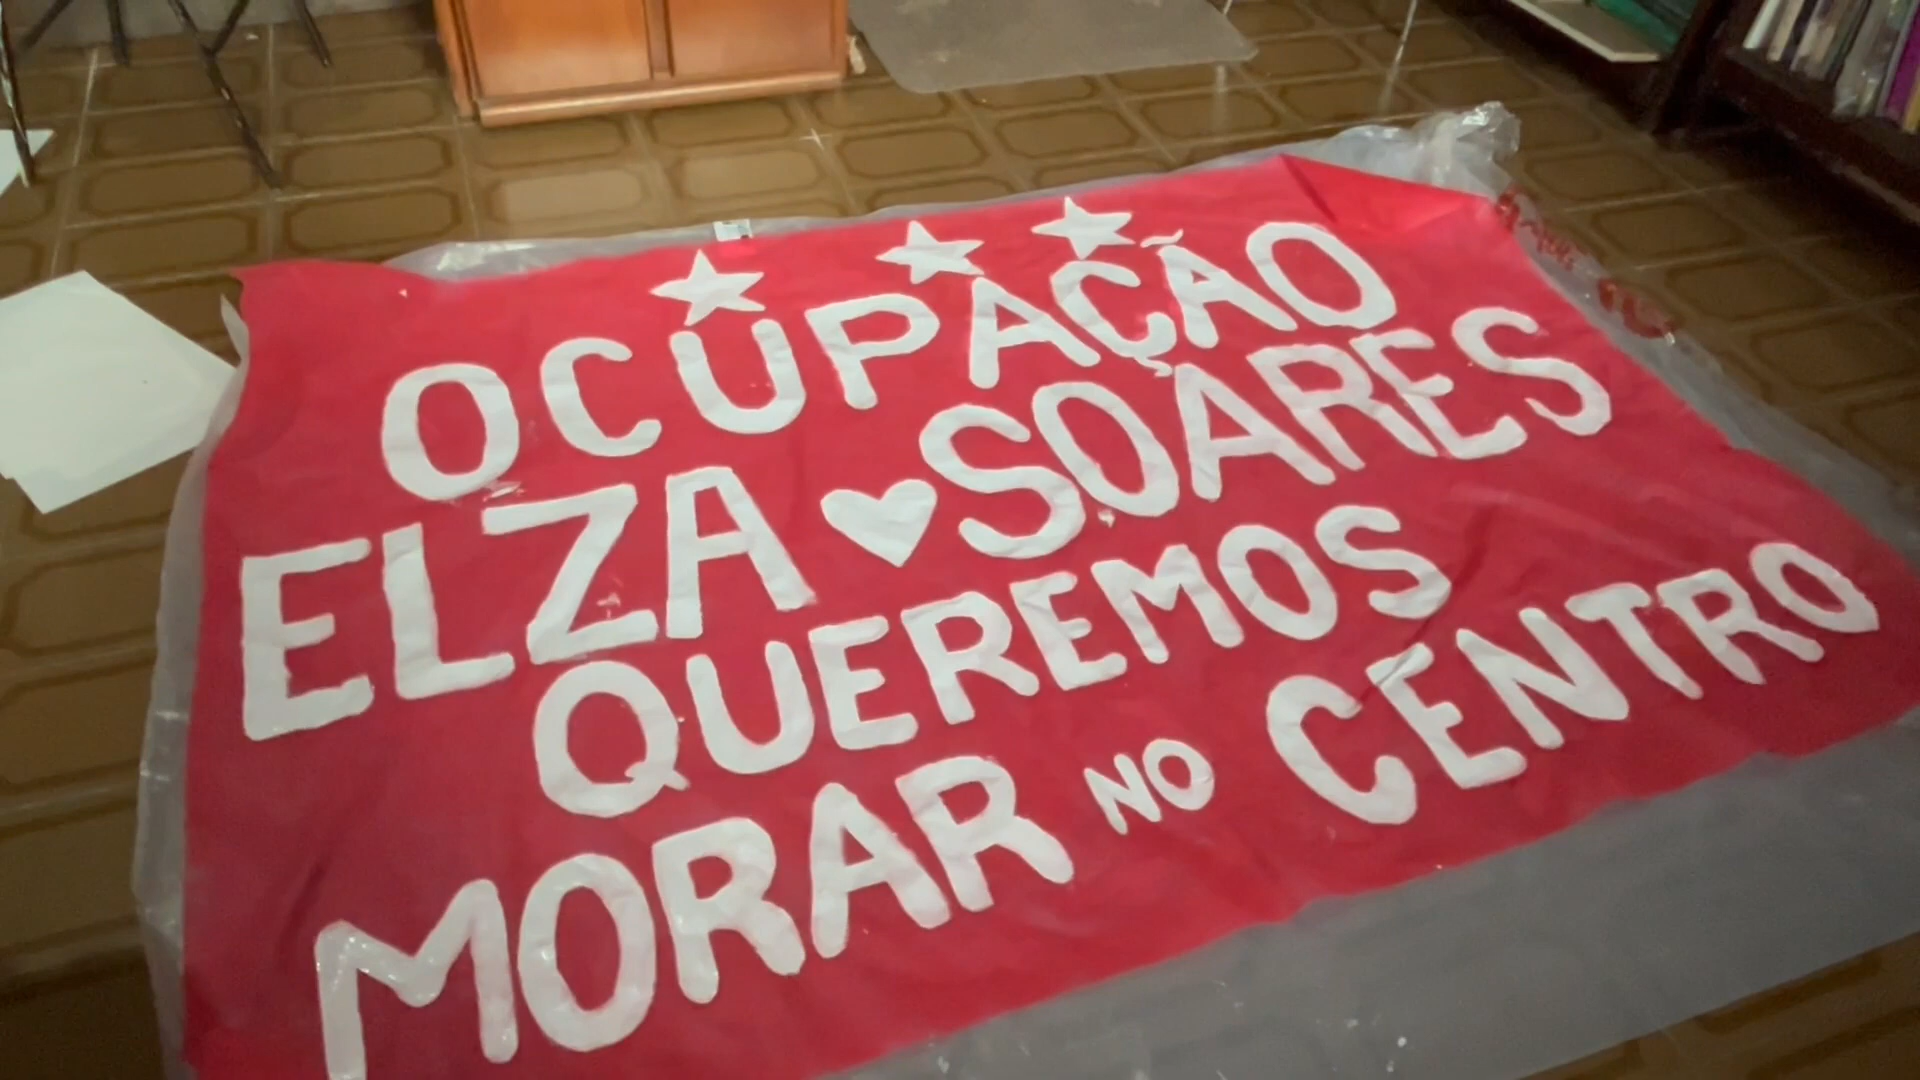 OCUPAÇÃO
ELZA SOARES
QUEREMOS
MORAR NO CENTRO